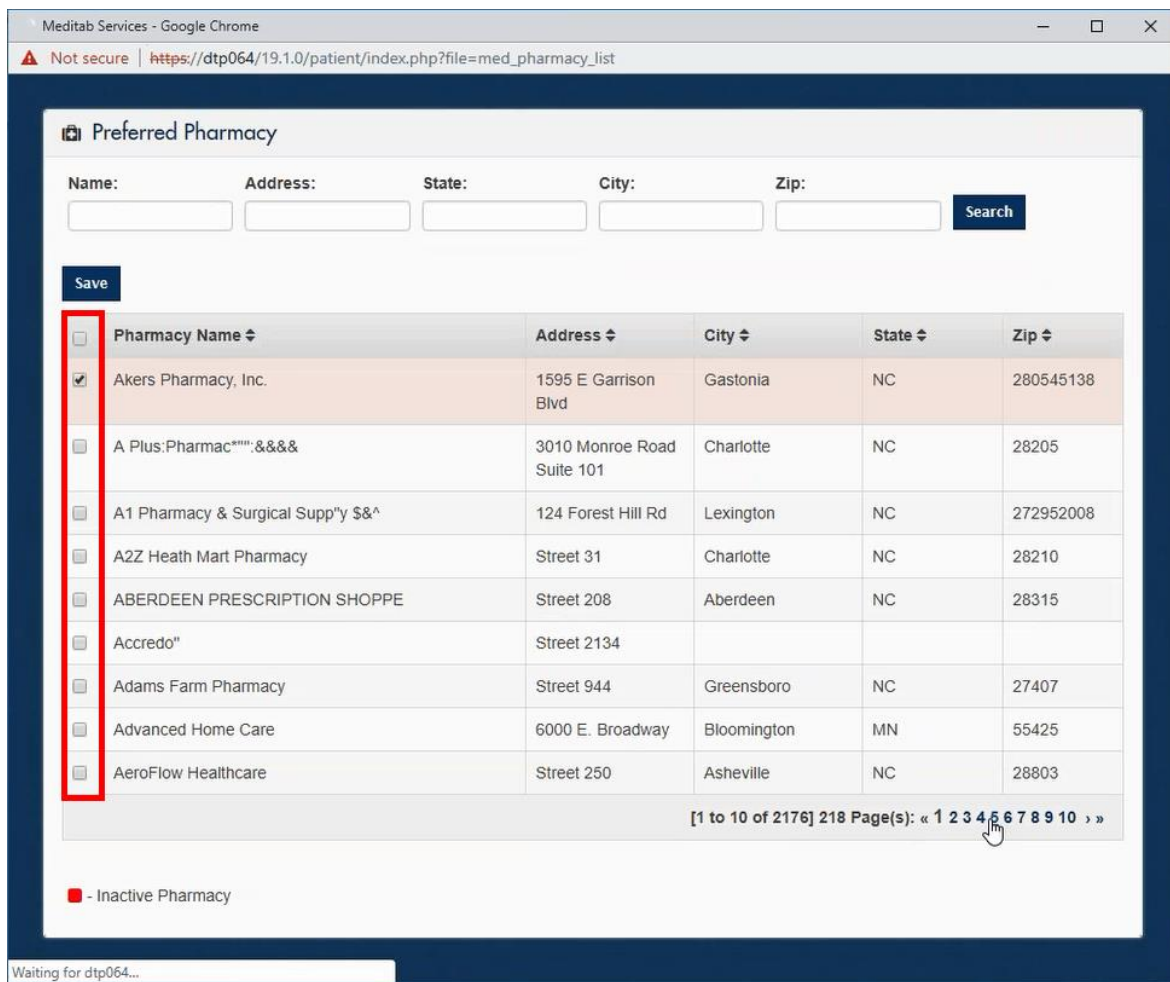 Meditab Services - Google Chrome
Not secure | https://dtp064/19.1.0/patient/index.php?file=med_pharmacy_list
Preferred Pharmacy
Name: Address: State: City: Zip:
Search
Save
Pharmacy Name Address City State Zip
Akers Pharmacy, Inc. 1595 E Garrison Blvd Gastonia NC 280545138
A Plus:Pharmac*"":&&&& 3010 Monroe Road Suite 101 Charlotte NC 28205
A1 Pharmacy & Surgical Supp"y $&^ 124 Forest Hill Rd Lexington NC 272952008
A2Z Heath Mart Pharmacy Street 31 Charlotte NC 28210
ABERDEEN PRESCRIPTION SHOPPE Street 208 Aberdeen NC 28315
Accredo" Street 2134
Adams Farm Pharmacy Street 944 Greensboro NC 27407
Advanced Home Care 6000 E. Broadway Bloomington MN 55425
AeroFlow Healthcare Street 250 Asheville NC 28803
[1 to 10 of 2176] 218 Page(s): « 1 2 3 4 5 6 7 8 9 10 › »
- Inactive Pharmacy
Waiting for dtp064...